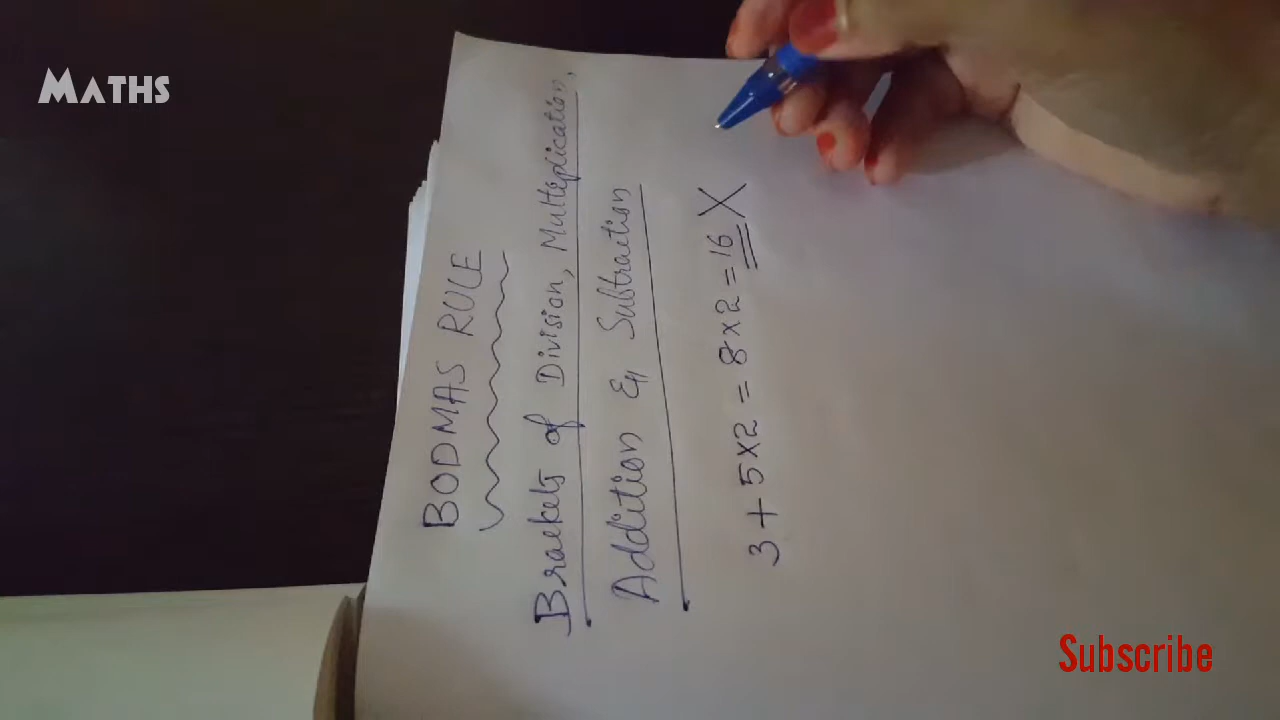 MATHS
BODMAS RULE
Brackets of Division, Multiplication,
Addition & Subtraction
3 + 5 × 2 = 8 × 2 = 16 X
Subscribe